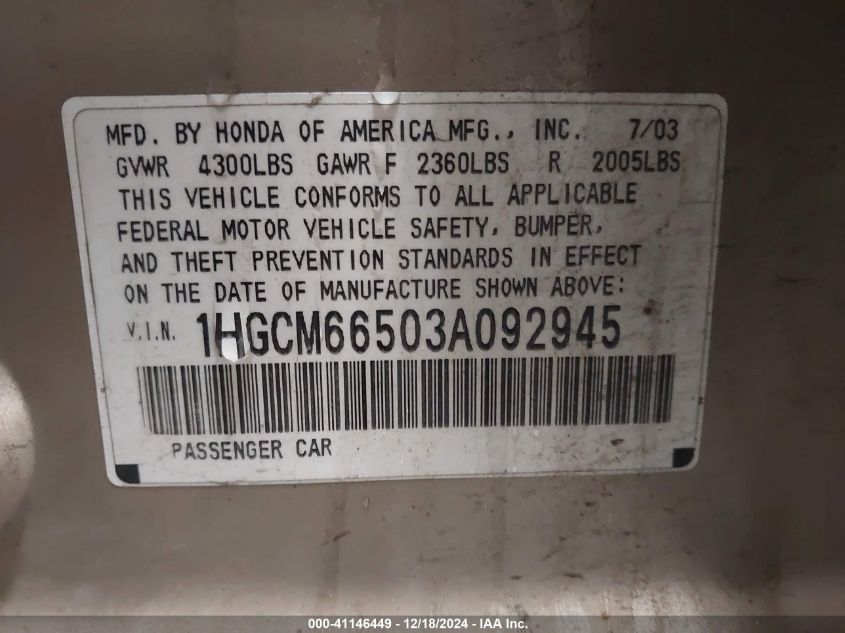 MFD. BY HONDA OF AMERICA MFG., INC. 7/03
GVWR 4300LBS GAWR F 2360LBS R 2005LBS
THIS VEHICLE CONFORMS TO ALL APPLICABLE
FEDERAL MOTOR VEHICLE SAFETY, BUMPER,
AND THEFT PREVENTION STANDARDS IN EFFECT
ON THE DATE OF MANUFACTURE SHOWN ABOVE:
V.I.N. 1HGCM66503A092945
PASSENGER CAR
000-41146449 - 12/18/2024 - IAA Inc.